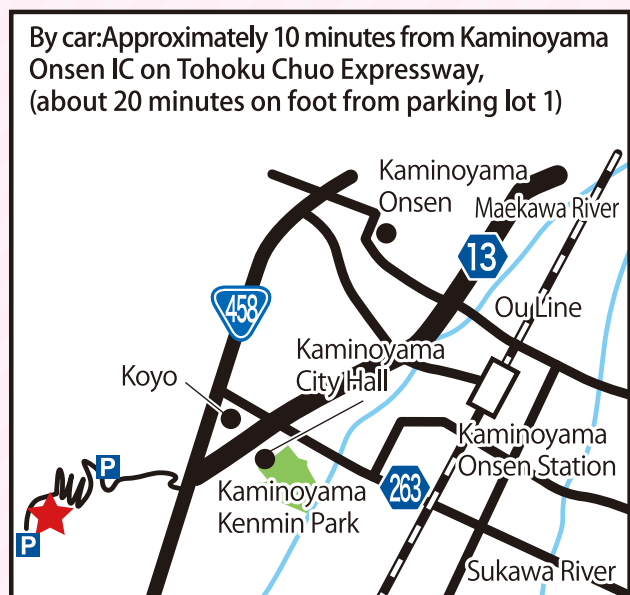 By car:Approximately 10 minutes from Kaminoyama
Onsen IC on Tohoku Chuo Expressway,
(about 20 minutes on foot from parking lot 1)
Kaminoyama
Onsen
Maekawa River
13
458
Ou Line
Kaminoyama
City Hall
Koyo
Kaminoyama
Onsen Station
P
263
Kaminoyama
Kenmin Park
P
Sukawa River